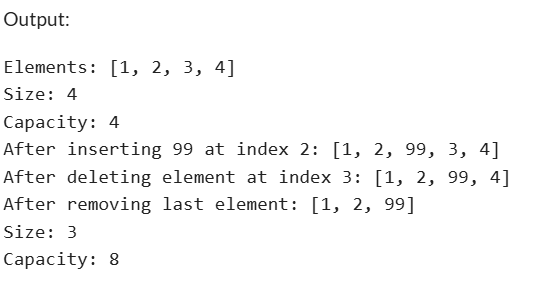 Output:
Elements: [1, 2, 3, 4]
Size: 4
Capacity: 4
After inserting 99 at index 2: [1, 2, 99, 3, 4]
After deleting element at index 3: [1, 2, 99, 4]
After removing last element: [1, 2, 99]
Size: 3
Capacity: 8